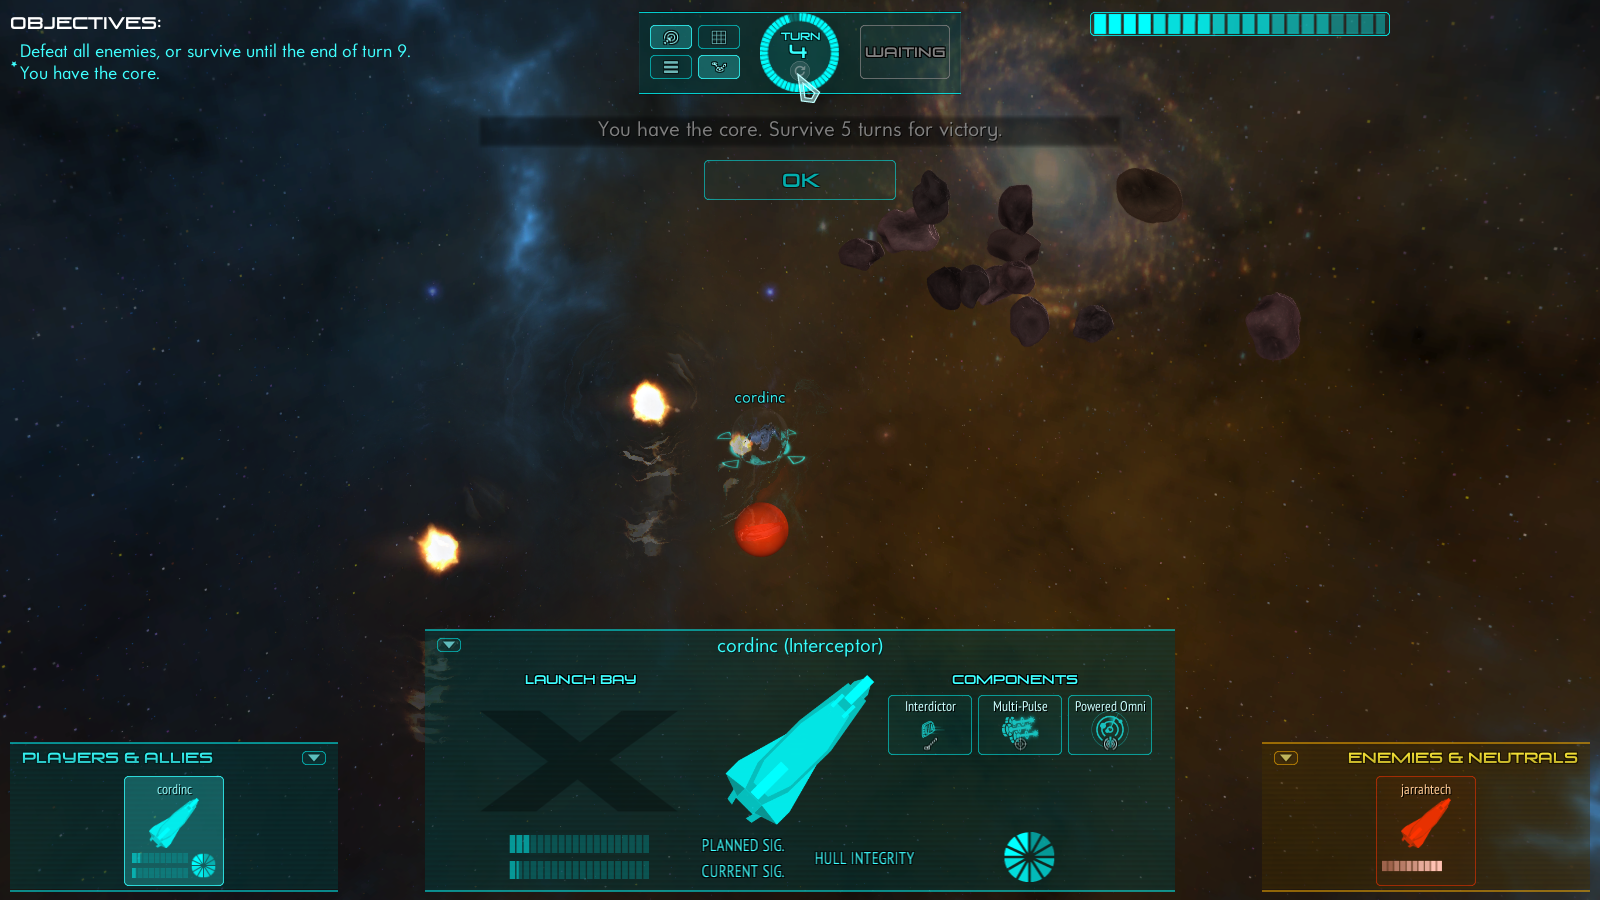 OBJECTIVES:
Defeat all enemies, or survive until the end of turn 9.
* You have the core.
TURN
4
WAITING
You have the core. Survive 5 turns for victory.
OK
cordinc
cordinc (Interceptor)
LAUNCH BAY
COMPONENTS
Interdictor
Multi-Pulse
Powered Omni
PLANNED SIG.
CURRENT SIG.
HULL INTEGRITY
PLAYERS & ALLIES
cordinc
ENEMIES & NEUTRALS
jarrahtech